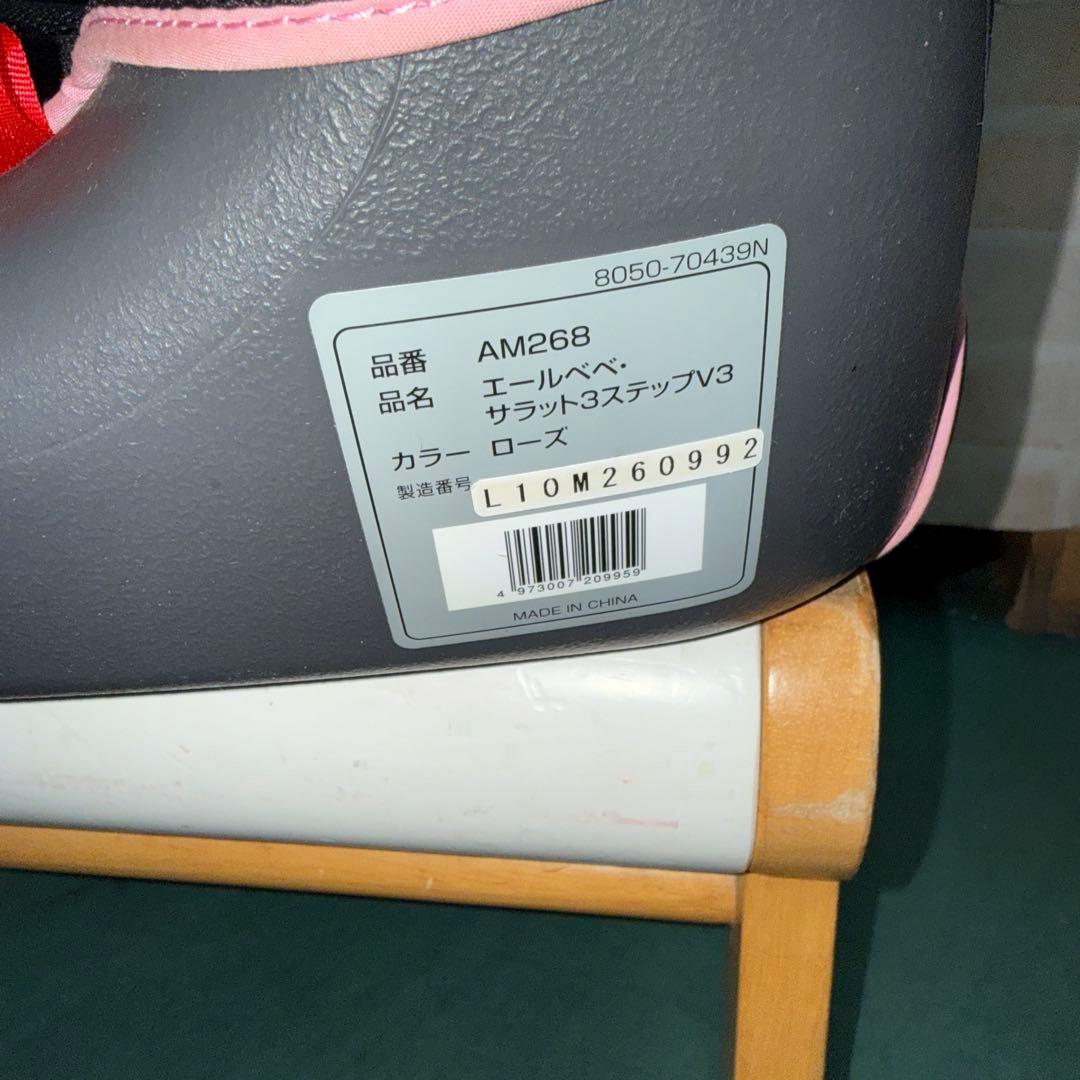 8050-70439N
品番 AM268
品名 エールベベ・
サラット3ステップV3
カラー ローズ
製造番号 L10M260992
4 973007 209959
MADE IN CHINA